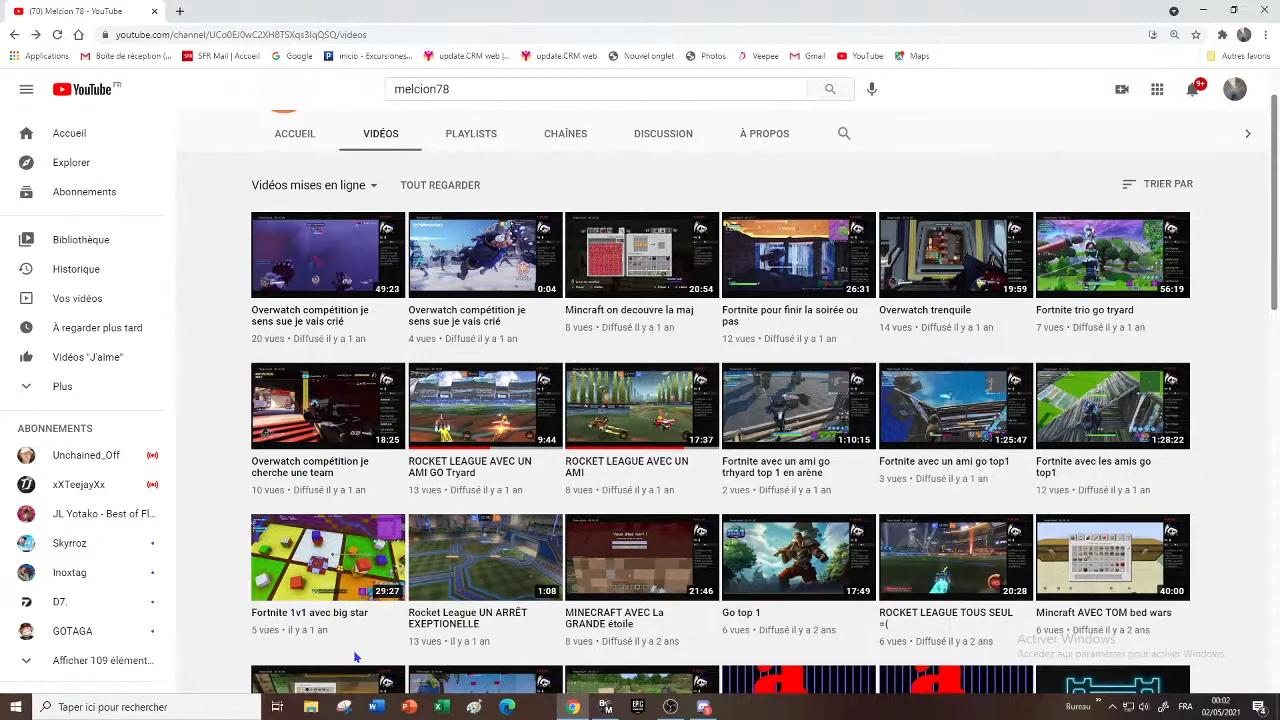 (70) Melcion 78 - YouTube
youtube.com/channel/UCo0EJ0wC2XH8TSXqs3IqQSQ/videos
Applications
Boîte de réception (...
SFR Mail | Accueil
Google
inicio - Excursiones...
update.CRM web |...
update.CRM web
Nouvel onglet
Photos
Veepee
Gmail
YouTube
Maps
Autres favoris
YouTube FR
melcion78
9+
Accueil
Explorer
Abonnements
Bibliothèque
Historique
Vos vidéos
À regarder plus tard
Vidéos "J'aime"
Plus
ABONNEMENTS
Unchained_Off
xXTeejayXx
JL Yotako - Best of Fl...
Skyrroz
Inoxtag
D7.
GOTAGA
Afficher 109 élément...
ACCUEIL
VIDÉOS
PLAYLISTS
CHAÎNES
DISCUSSION
À PROPOS
Vidéos mises en ligne
TOUT REGARDER
TRIER PAR
49:23
0:04
20:54
26:31
19:59
56:19
Overwatch compétition je
sens sue je vais crié
20 vues • Diffusé il y a 1 an
Overwatch compétition je
sens sue je vais crié
4 vues • Diffusé il y a 1 an
Mincraft on decouvre la maj
8 vues • Diffusé il y a 1 an
Fortnite pour finir la soirée ou
pas
12 vues • Diffusé il y a 1 an
Overwatch trenquile
14 vues • Diffusé il y a 1 an
Fortnite trio go tryard
7 vues • Diffusé il y a 1 an
9:44
17:37
1:10:15
1:25:47
Overwatch compétition je
cherche une team
10 vues • Diffusé il y a 1 an
ROCKET LEAGUE AVEC UN
AMI GO Tryard
13 vues • Diffusé il y a 1 an
ROCKET LEAGUE AVEC UN
AMI
8 vues • Diffusé il y a 1 an
Fortnite avec un ami go
trhyard top 1 en arène
2 vues • Diffusé il y a 1 an
Fortnite avec un ami go top1
3 vues • Diffusé il y a 1 an
Fortnite avec les amis go
top1
12 vues • Diffusé il y a 1 an
29:27
1:08
Vous êtes mort !
21:46
17:49
20:28
40:00
Fortnite 1v1 avec big star
5 vues • il y a 1 an
Rocket League UN ARRÊT
EXEPTIONELLE
13 vues • il y a 1 an
MINECRAFT AVEC La
GRANDE étoile
8 vues • Diffusé il y a 2 ans
Go top 1
6 vues • Diffusé il y a 2 ans
ROCKET LEAGUE TOUS SEUL
=(
6 vues • Diffusé il y a 2 ans
Mincraft AVEC TOM bed wars
6 vues • Diffusé il y a 2 ans
Activer Windows
Accédez aux paramètres pour activer Windows.
Taper ici pour rechercher
Bureau
FRA
00:02
02/05/2021